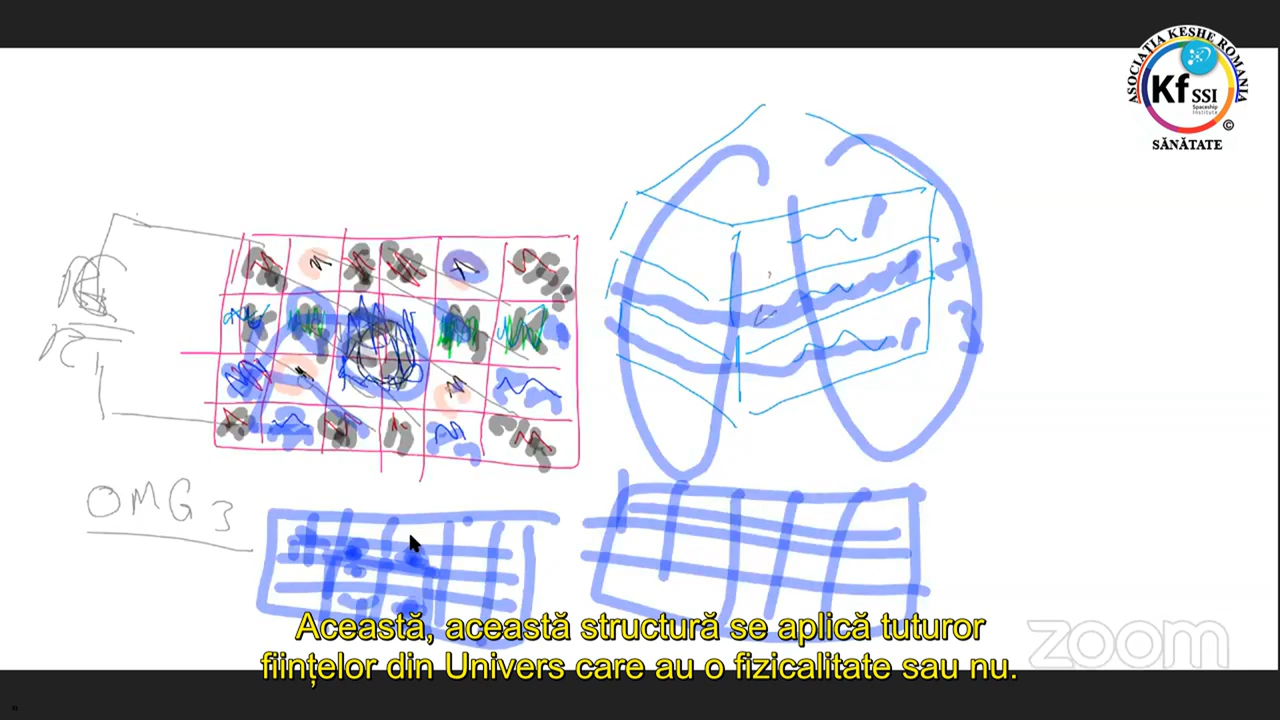 ASOCIAȚIA KESHE ROMANIA
Kf SSI
Spaceship
Institute
©
SĂNĂTATE
OMG 3
Această, această structură se aplică tuturor
ființelor din Univers care au o fizicalitate sau nu.
zoom